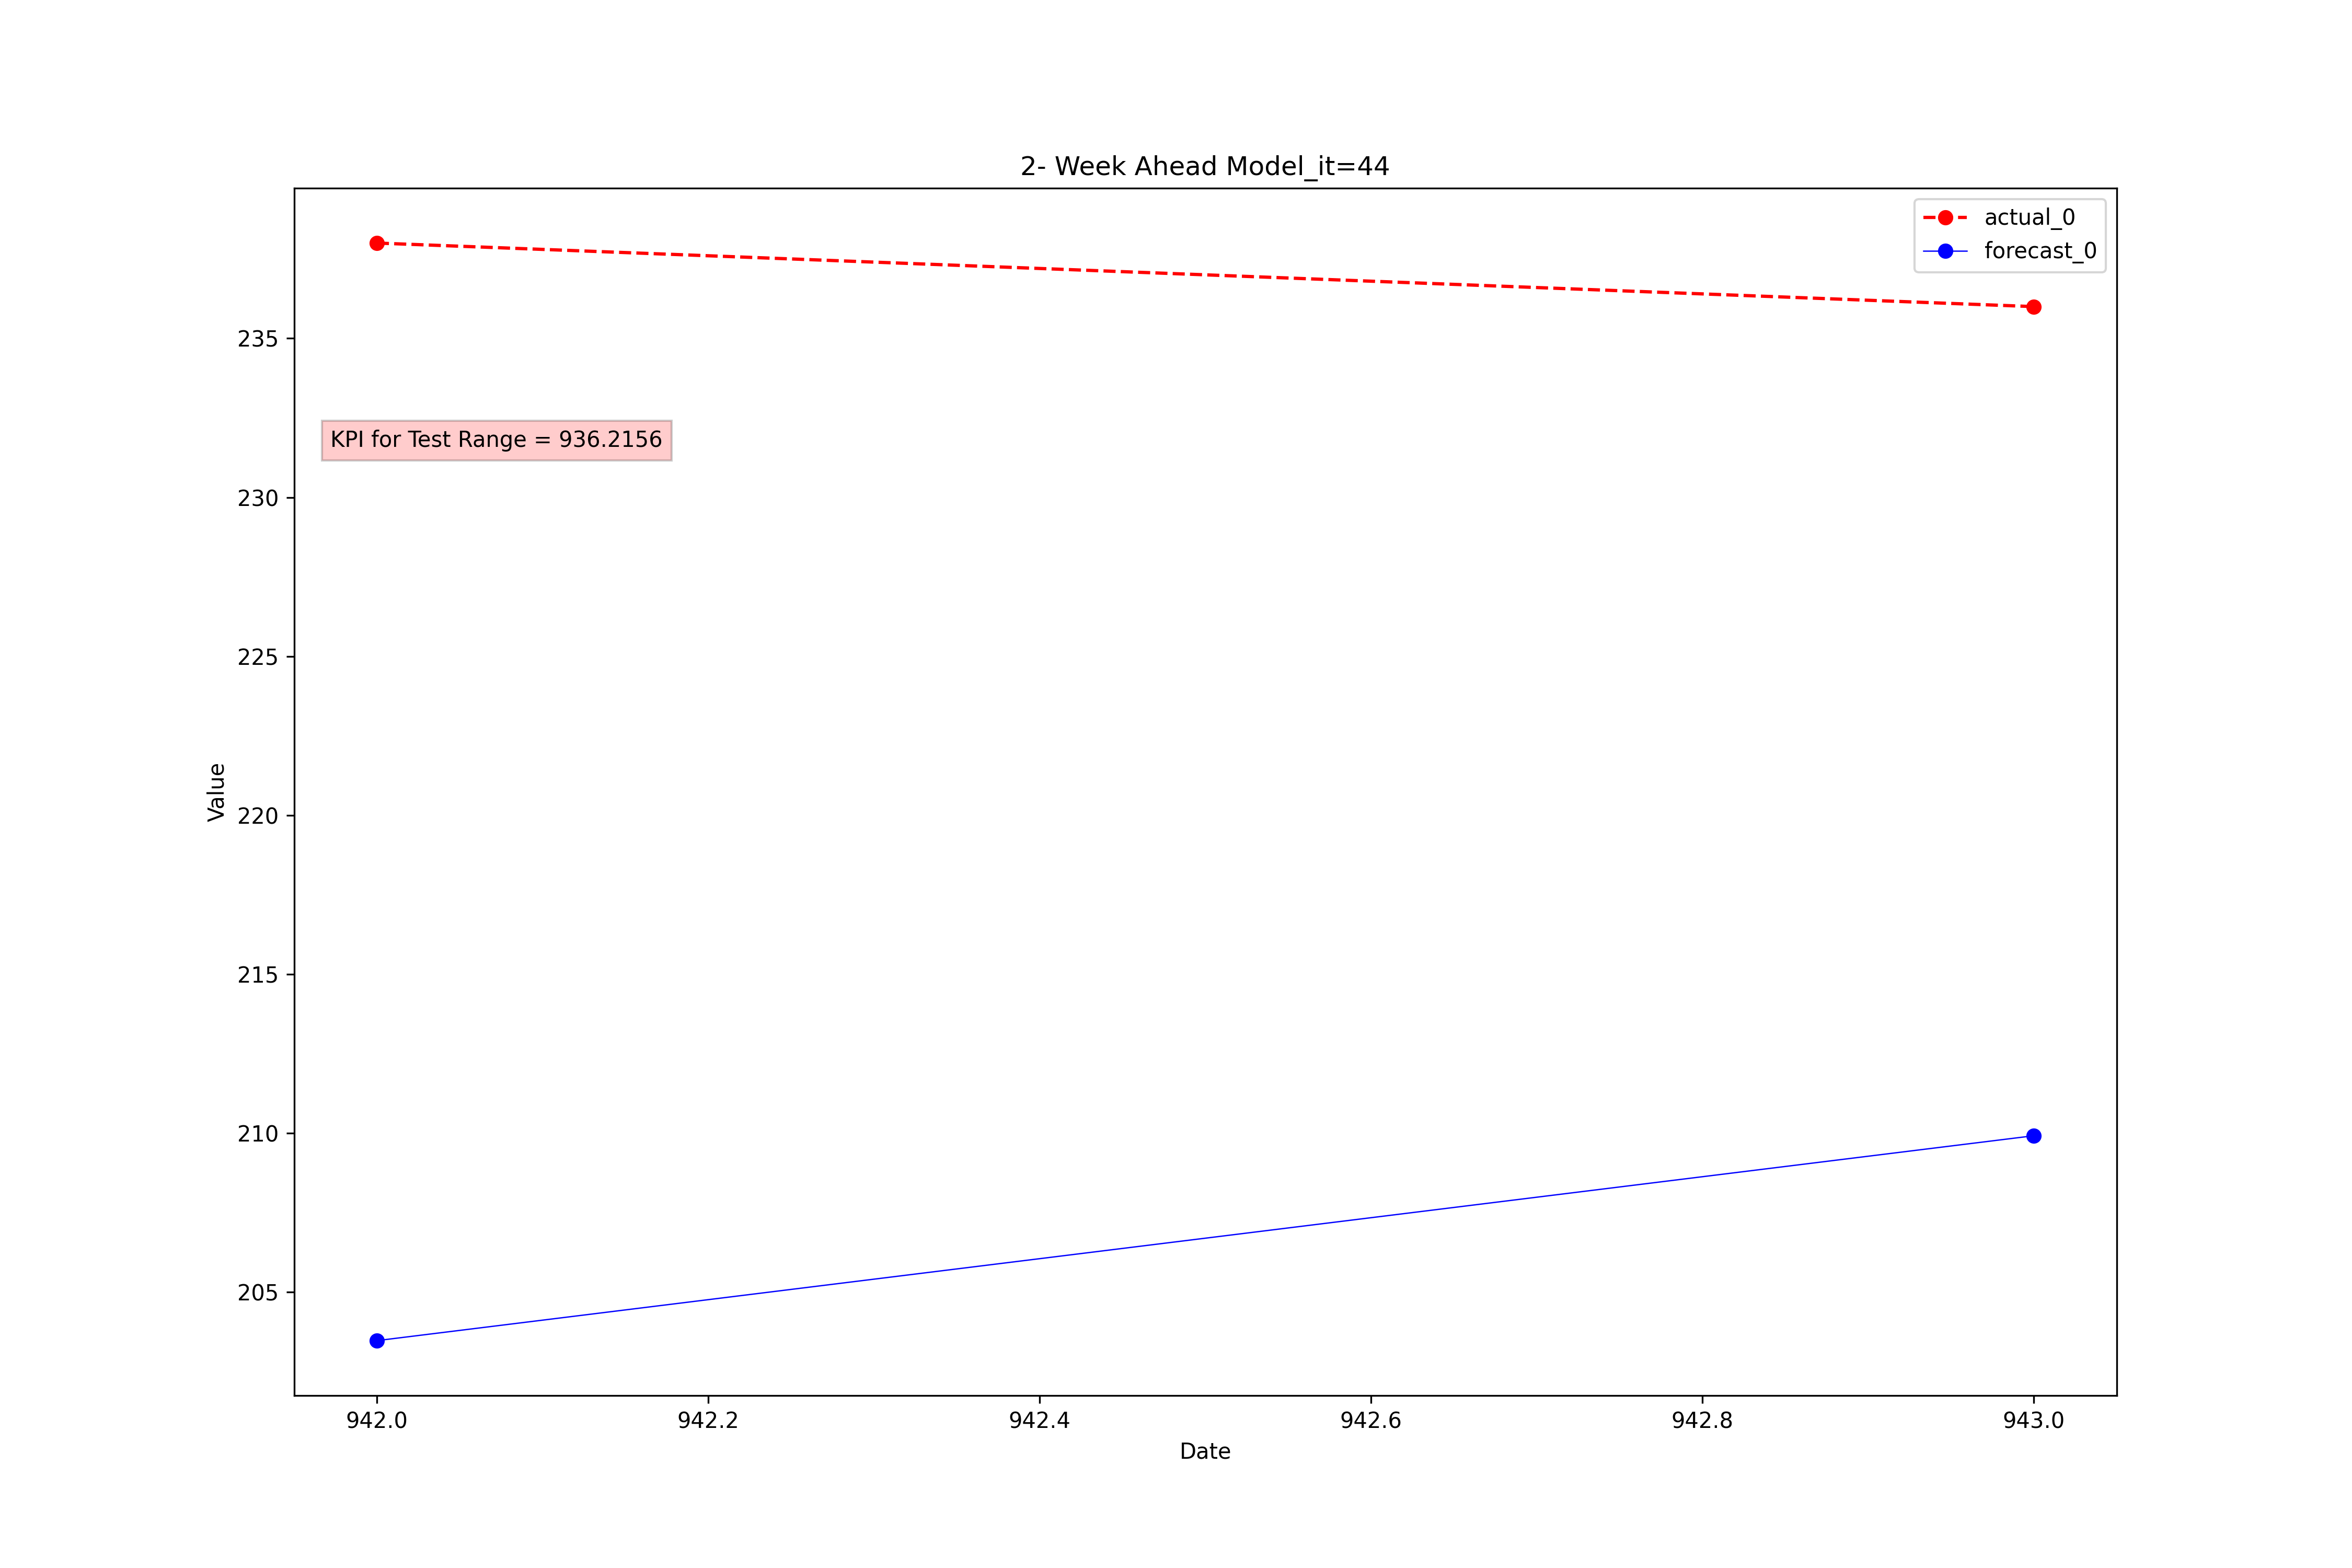 2- Week Ahead Model_it=44
actual_0
forecast_0
KPI for Test Range = 936.2156
Value
235
230
225
220
215
210
205
942.0 942.2 942.4 942.6 942.8 943.0
Date